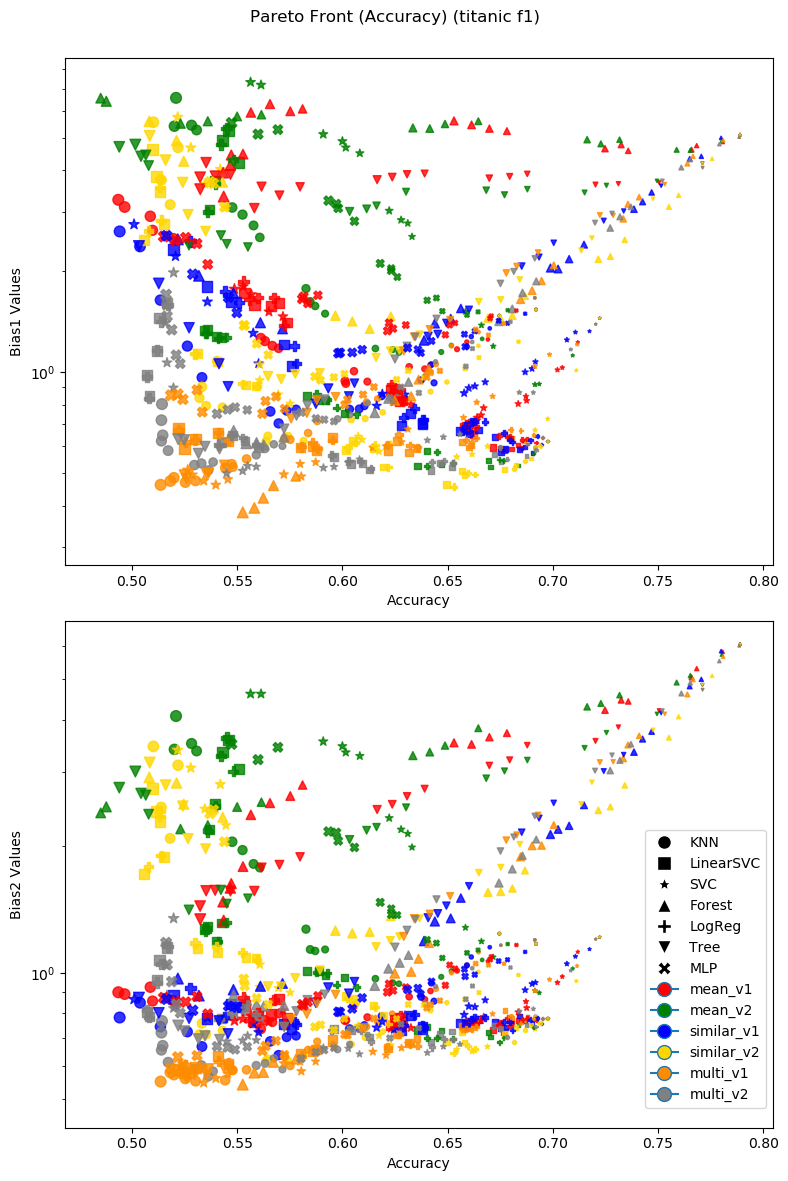 Pareto Front (Accuracy) (titanic f1)
Bias1 Values
10⁰
0.50 0.55 0.60 0.65 0.70 0.75 0.80
Accuracy
Bias2 Values
10⁰
KNN
LinearSVC
SVC
Forest
LogReg
Tree
MLP
mean_v1
mean_v2
similar_v1
similar_v2
multi_v1
multi_v2
0.50 0.55 0.60 0.65 0.70 0.75 0.80
Accuracy